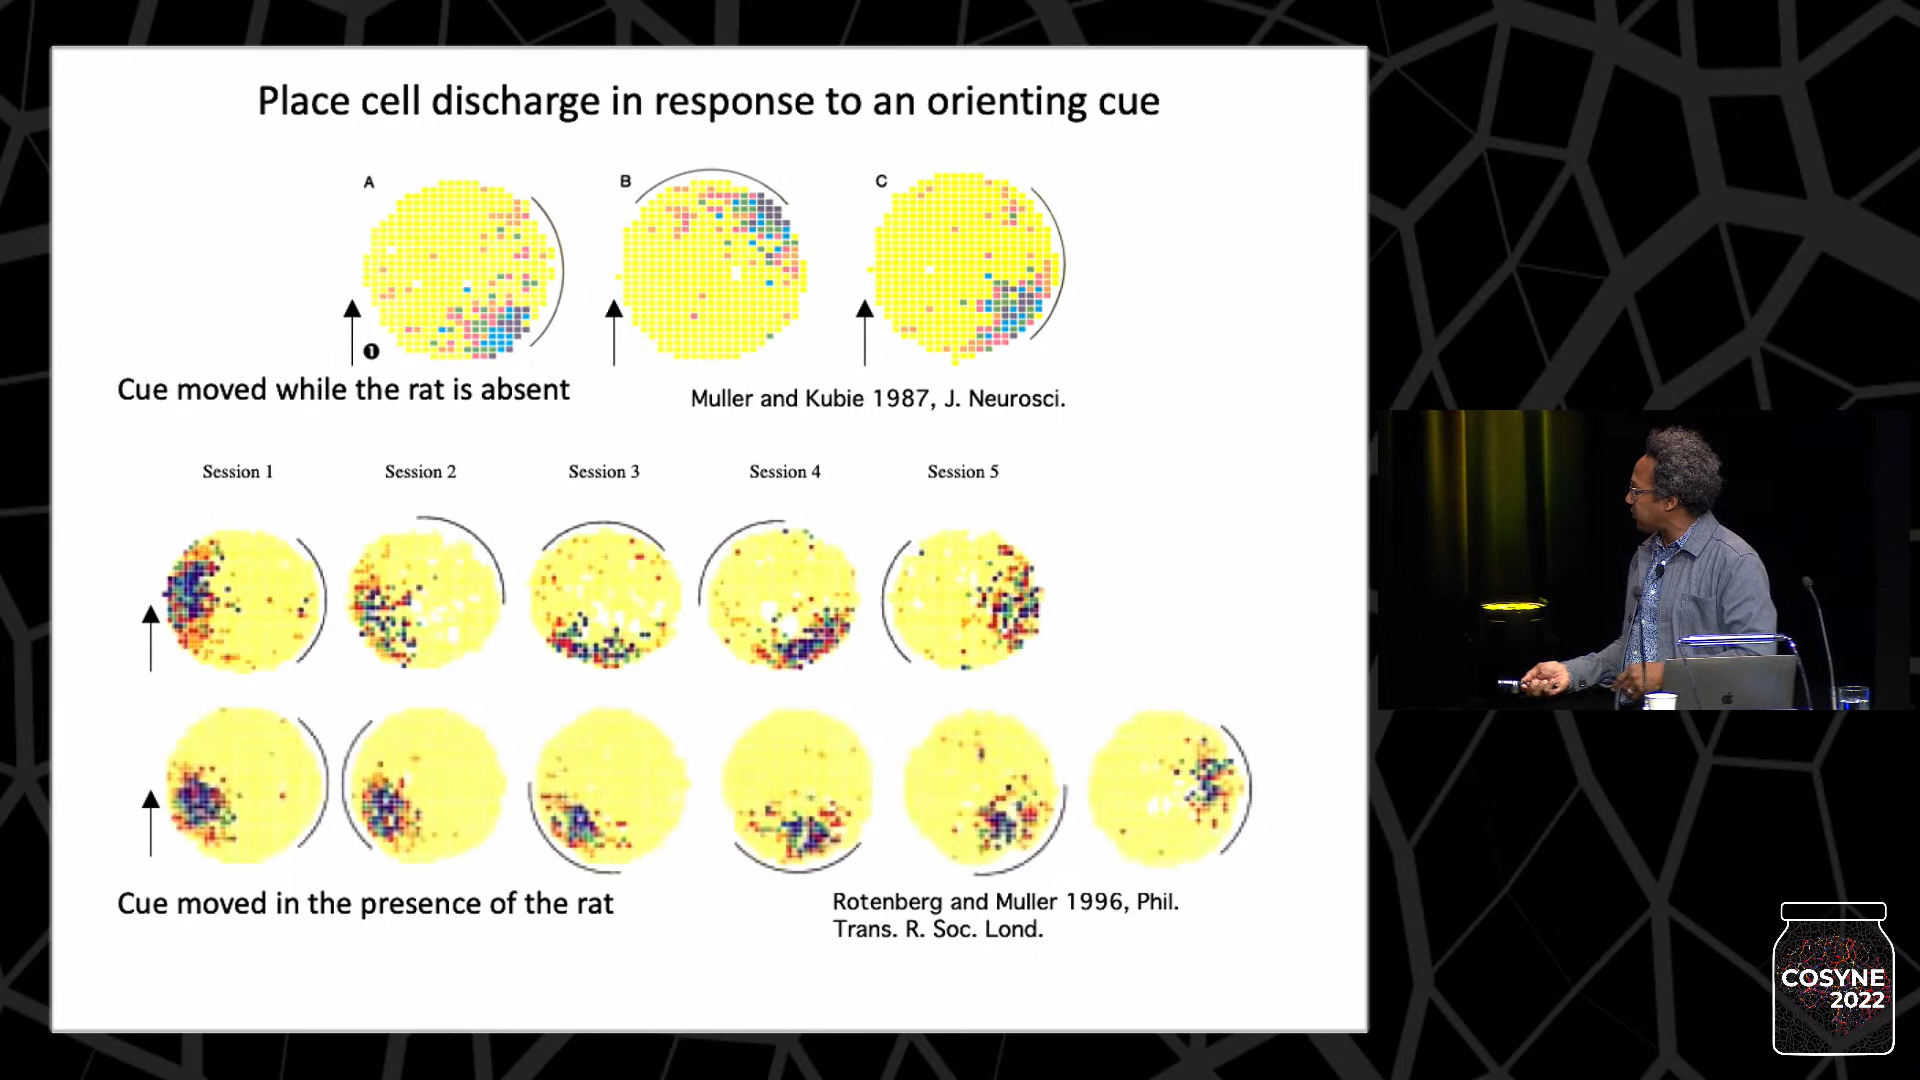 Place cell discharge in response to an orienting cue
A
B
C
1
Cue moved while the rat is absent
Muller and Kubie 1987, J. Neurosci.
Session 1
Session 2
Session 3
Session 4
Session 5
Cue moved in the presence of the rat
Rotenberg and Muller 1996, Phil.
Trans. R. Soc. Lond.
COSYNE
2022